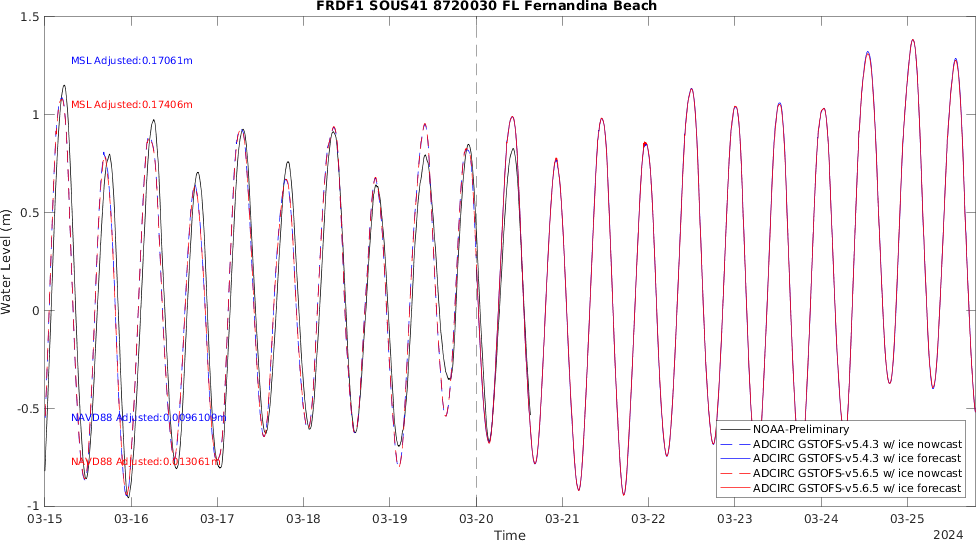 FRDF1 SOUS41 8720030 FL Fernandina Beach
1.5
1
0.5
0
-0.5
-1
Water Level (m)
MSL Adjusted:0.17061m
MSL Adjusted:0.17406m
NAVD88 Adjusted:0.0096109m
NAVD88 Adjusted:0.013061m
NOAA-Preliminary
ADCIRC GSTOFS-v5.4.3 w/ ice nowcast
ADCIRC GSTOFS-v5.4.3 w/ ice forecast
ADCIRC GSTOFS-v5.6.5 w/ ice nowcast
ADCIRC GSTOFS-v5.6.5 w/ ice forecast
03-15 03-16 03-17 03-18 03-19 03-20 03-21 03-22 03-23 03-24 03-25
Time
2024